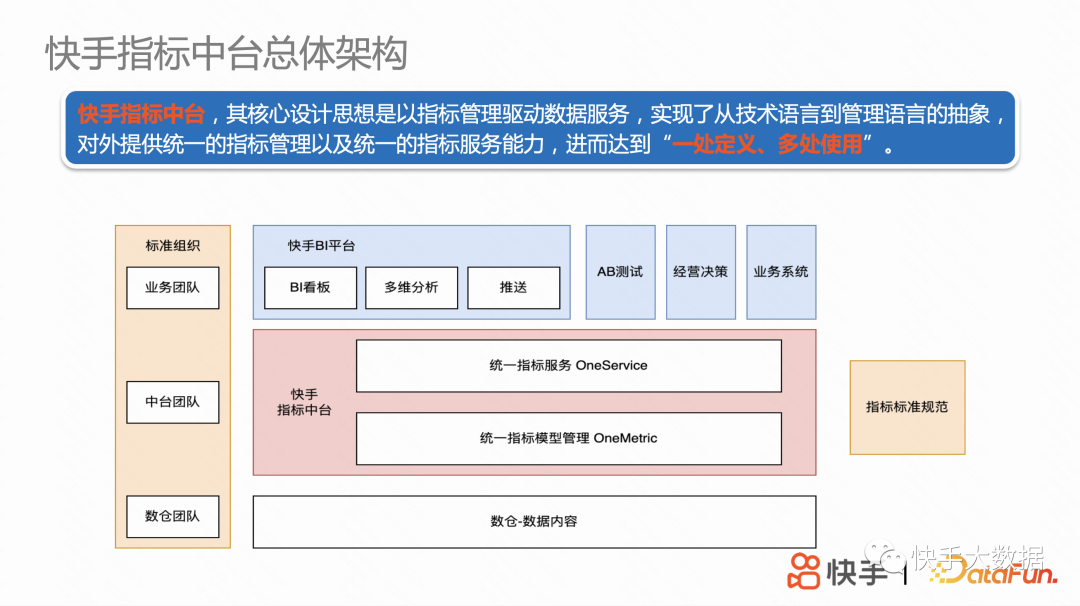 快手指标中台总体架构
快手指标中台，其核心设计思想是以指标管理驱动数据服务，实现了从技术语言到管理语言的抽象，
对外提供统一的指标管理以及统一的指标服务能力，进而达到“一处定义、多处使用”。
标准组织
业务团队
中台团队
数仓团队
快手BI平台
BI看板
多维分析
推送
AB测试
经营决策
业务系统
快手
指标中台
统一指标服务 OneService
统一指标模型管理 OneMetric
数仓-数据内容
指标标准规范
快手大数据
快手
DataFun.